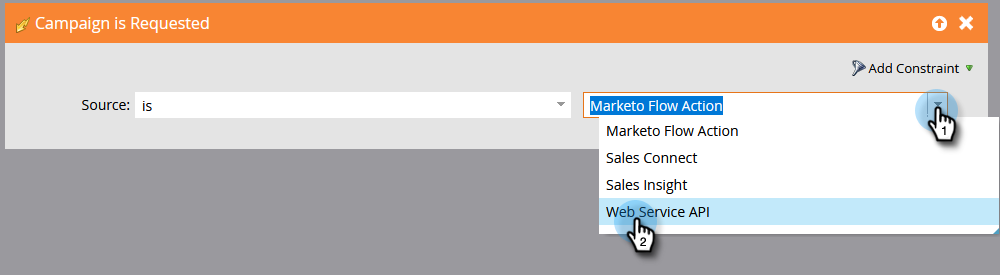 Campaign is Requested
Add Constraint
Source: is Marketo Flow Action
1
Marketo Flow Action
Sales Connect
Sales Insight
Web Service API
2